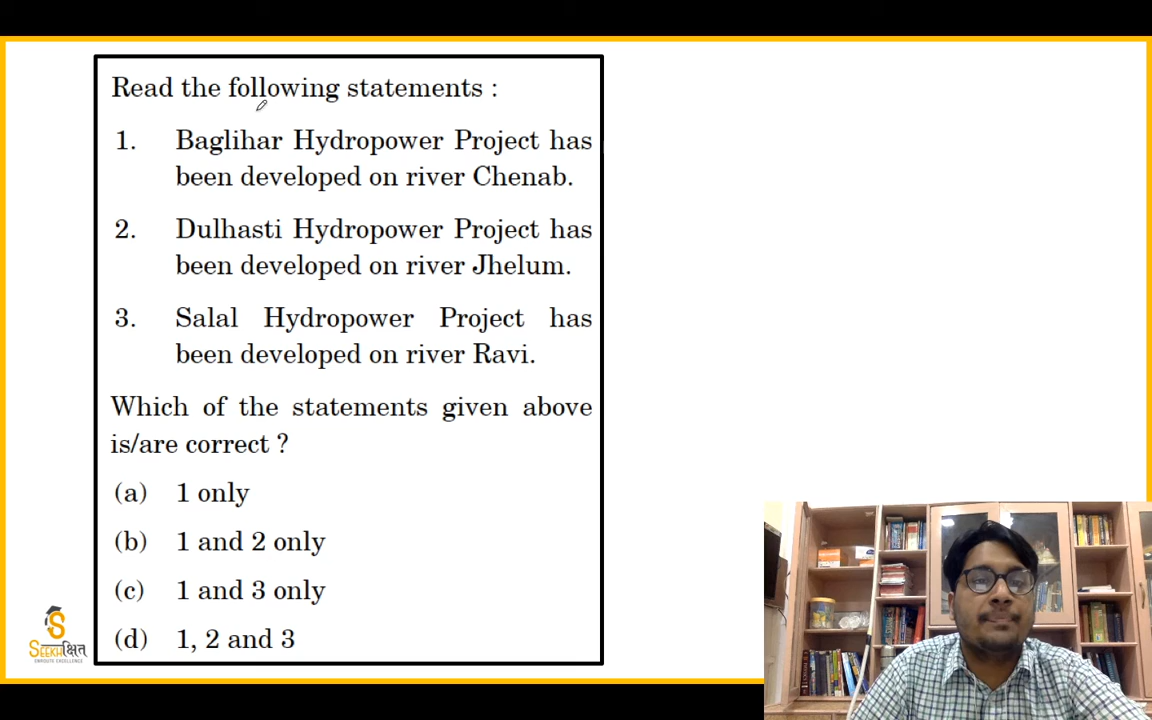 Read the following statements :
1. Baglihar Hydropower Project has
been developed on river Chenab.
2. Dulhasti Hydropower Project has
been developed on river Jhelum.
3. Salal Hydropower Project has
been developed on river Ravi.
Which of the statements given above
is/are correct ?
(a) 1 only
(b) 1 and 2 only
(c) 1 and 3 only
(d) 1, 2 and 3
SEEKHशिक्षित
ENROUTE EXCELLENCE